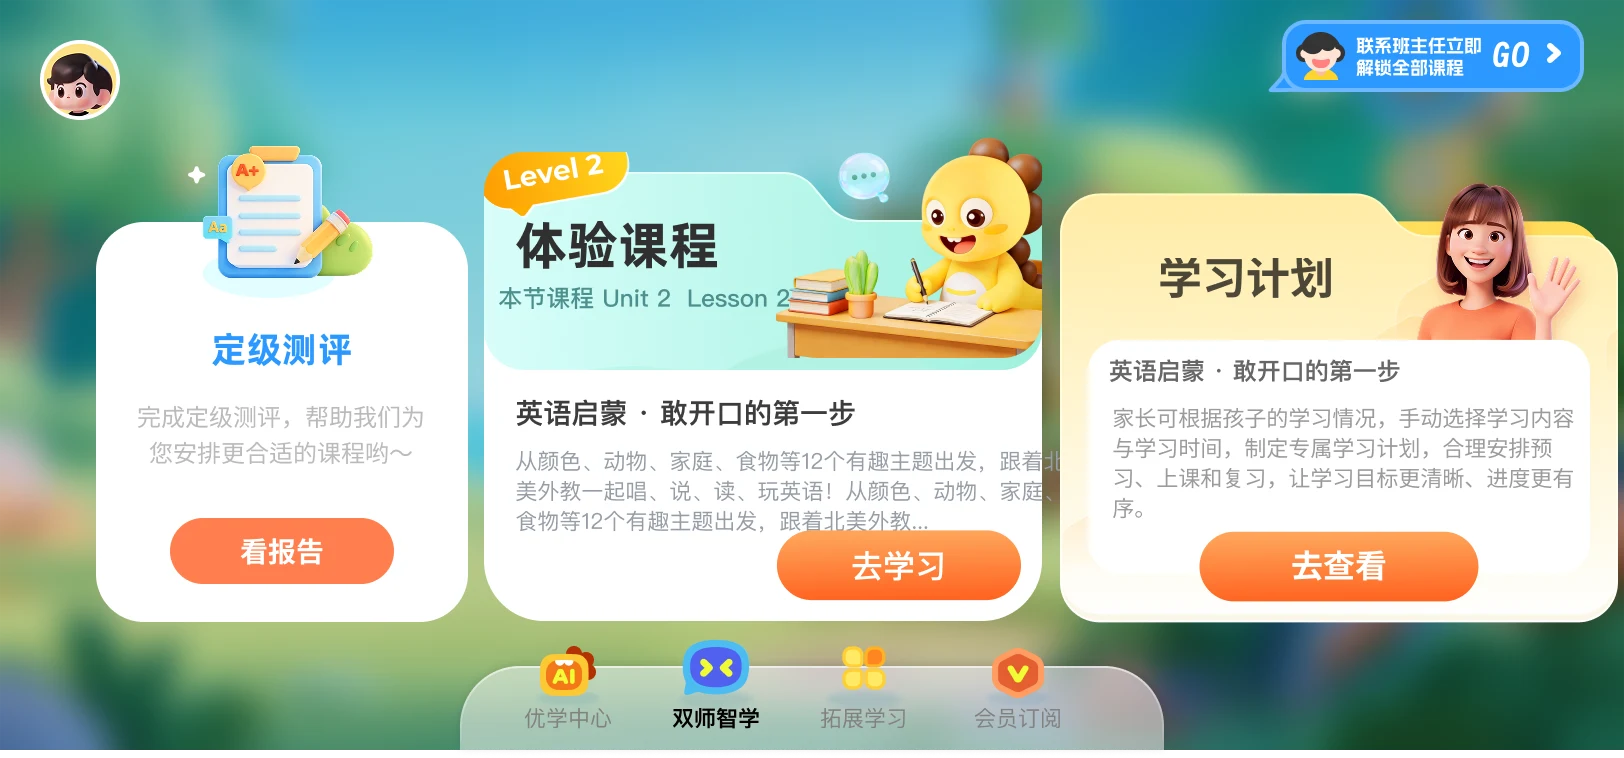 联系班主任立即
解锁全部课程
GO
A+
Aa
定级测评
完成定级测评，帮助我们为
您安排更合适的课程哟～
看报告
Level 2
体验课程
本节课程 Unit 2 Lesson 2
英语启蒙 · 敢开口的第一步
从颜色、动物、家庭、食物等12个有趣主题出发，跟着北
美外教一起唱、说、读、玩英语！从颜色、动物、家庭、
食物等12个有趣主题出发，跟着北美外教...
去学习
学习计划
英语启蒙 · 敢开口的第一步
家长可根据孩子的学习情况，手动选择学习内容
与学习时间，制定专属学习计划，合理安排预
习、上课和复习，让学习目标更清晰、进度更有
序。
去查看
AI
优学中心
双师智学
拓展学习
会员订阅